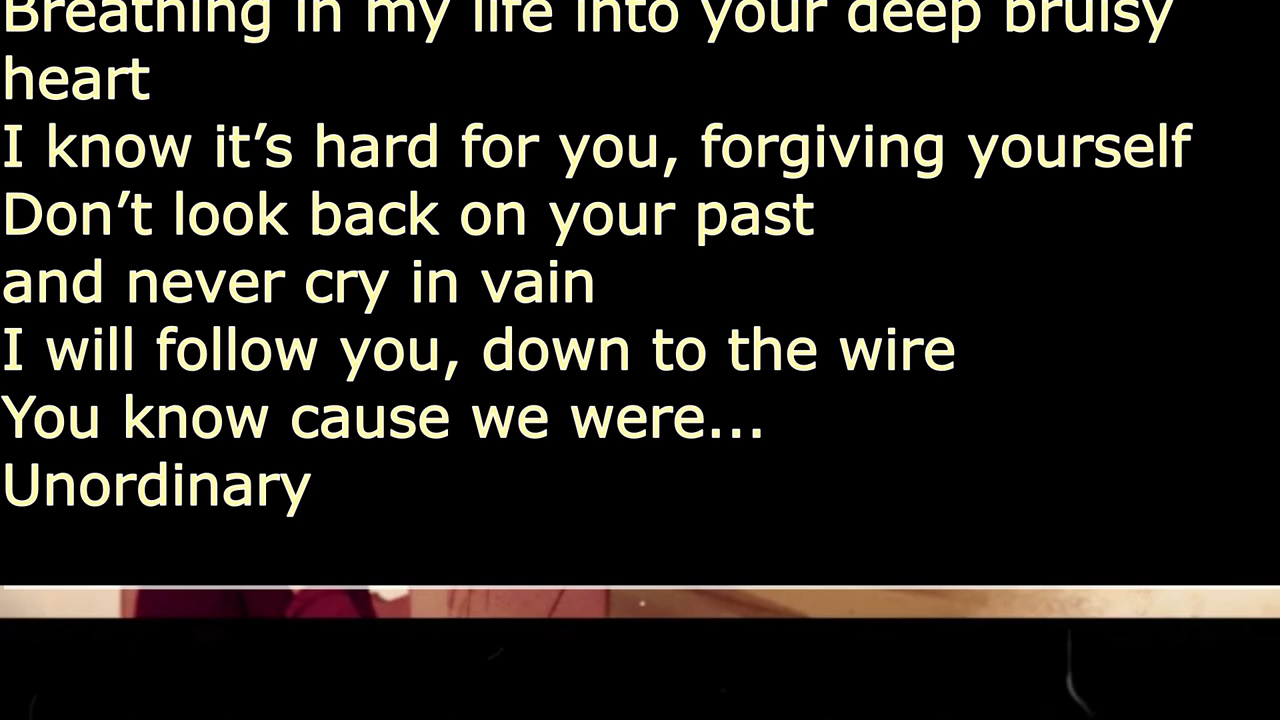 Breathing in my life into your deep bruisy
heart
I know it’s hard for you, forgiving yourself
Don’t look back on your past
and never cry in vain
I will follow you, down to the wire
You know cause we were...
Unordinary